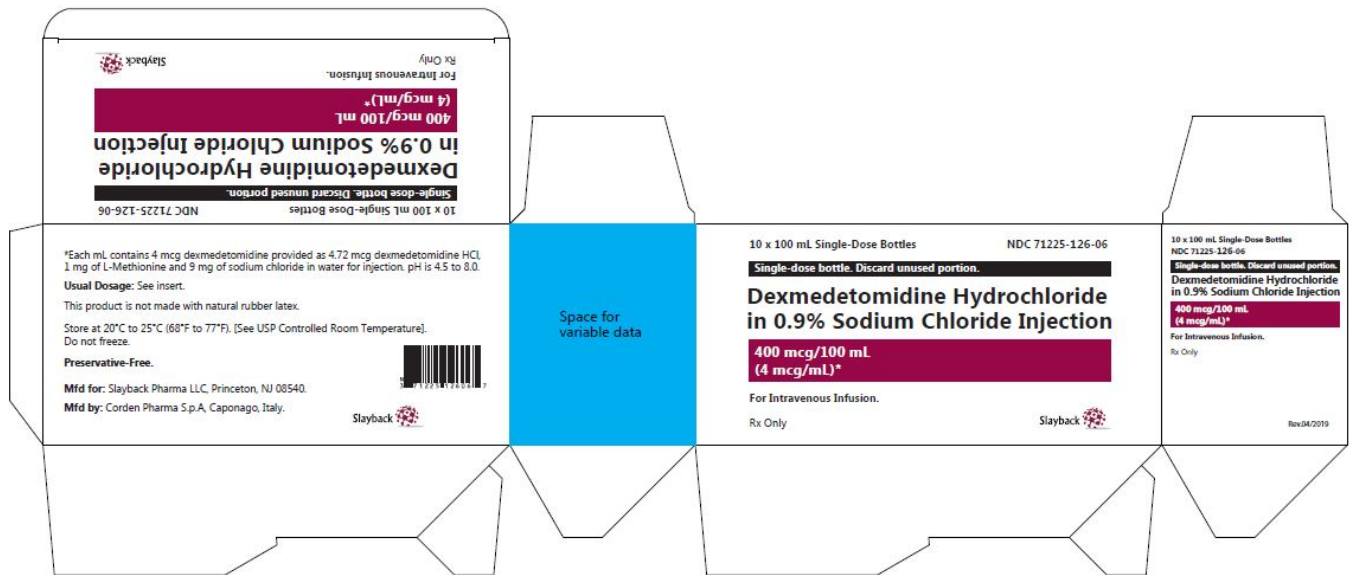 10 x 100 mL Single-Dose Bottles NDC 71225-126-06
Single-dose bottle. Discard unused portion.
Dexmedetomidine Hydrochloride
in 0.9% Sodium Chloride Injection
400 mcg/100 mL
(4 mcg/mL)*
For Intravenous Infusion.
Rx Only
Slayback
*Each mL contains 4 mcg dexmedetomidine provided as 4.72 mcg dexmedetomidine HCl,
1 mg of L-Methionine and 9 mg of sodium chloride in water for injection. pH is 4.5 to 8.0.
Usual Dosage: See insert.
This product is not made with natural rubber latex.
Store at 20°C to 25°C (68°F to 77°F). [See USP Controlled Room Temperature].
Do not freeze.
Preservative-Free.
Mfd for: Slayback Pharma LLC, Princeton, NJ 08540.
Mfd by: Corden Pharma S.p.A, Caponago, Italy.
3 71225 12606 7
Slayback
Space for
variable data
10 x 100 mL Single-Dose Bottles NDC 71225-126-06
Single-dose bottle. Discard unused portion.
Dexmedetomidine Hydrochloride
in 0.9% Sodium Chloride Injection
400 mcg/100 mL
(4 mcg/mL)*
For Intravenous Infusion.
Rx Only
Slayback
10 x 100 mL Single-Dose Bottles
NDC 71225-126-06
Single-dose bottle. Discard unused portion.
Dexmedetomidine Hydrochloride
in 0.9% Sodium Chloride Injection
400 mcg/100 mL
(4 mcg/mL)*
For Intravenous Infusion.
Rx Only
Rev.04/2019